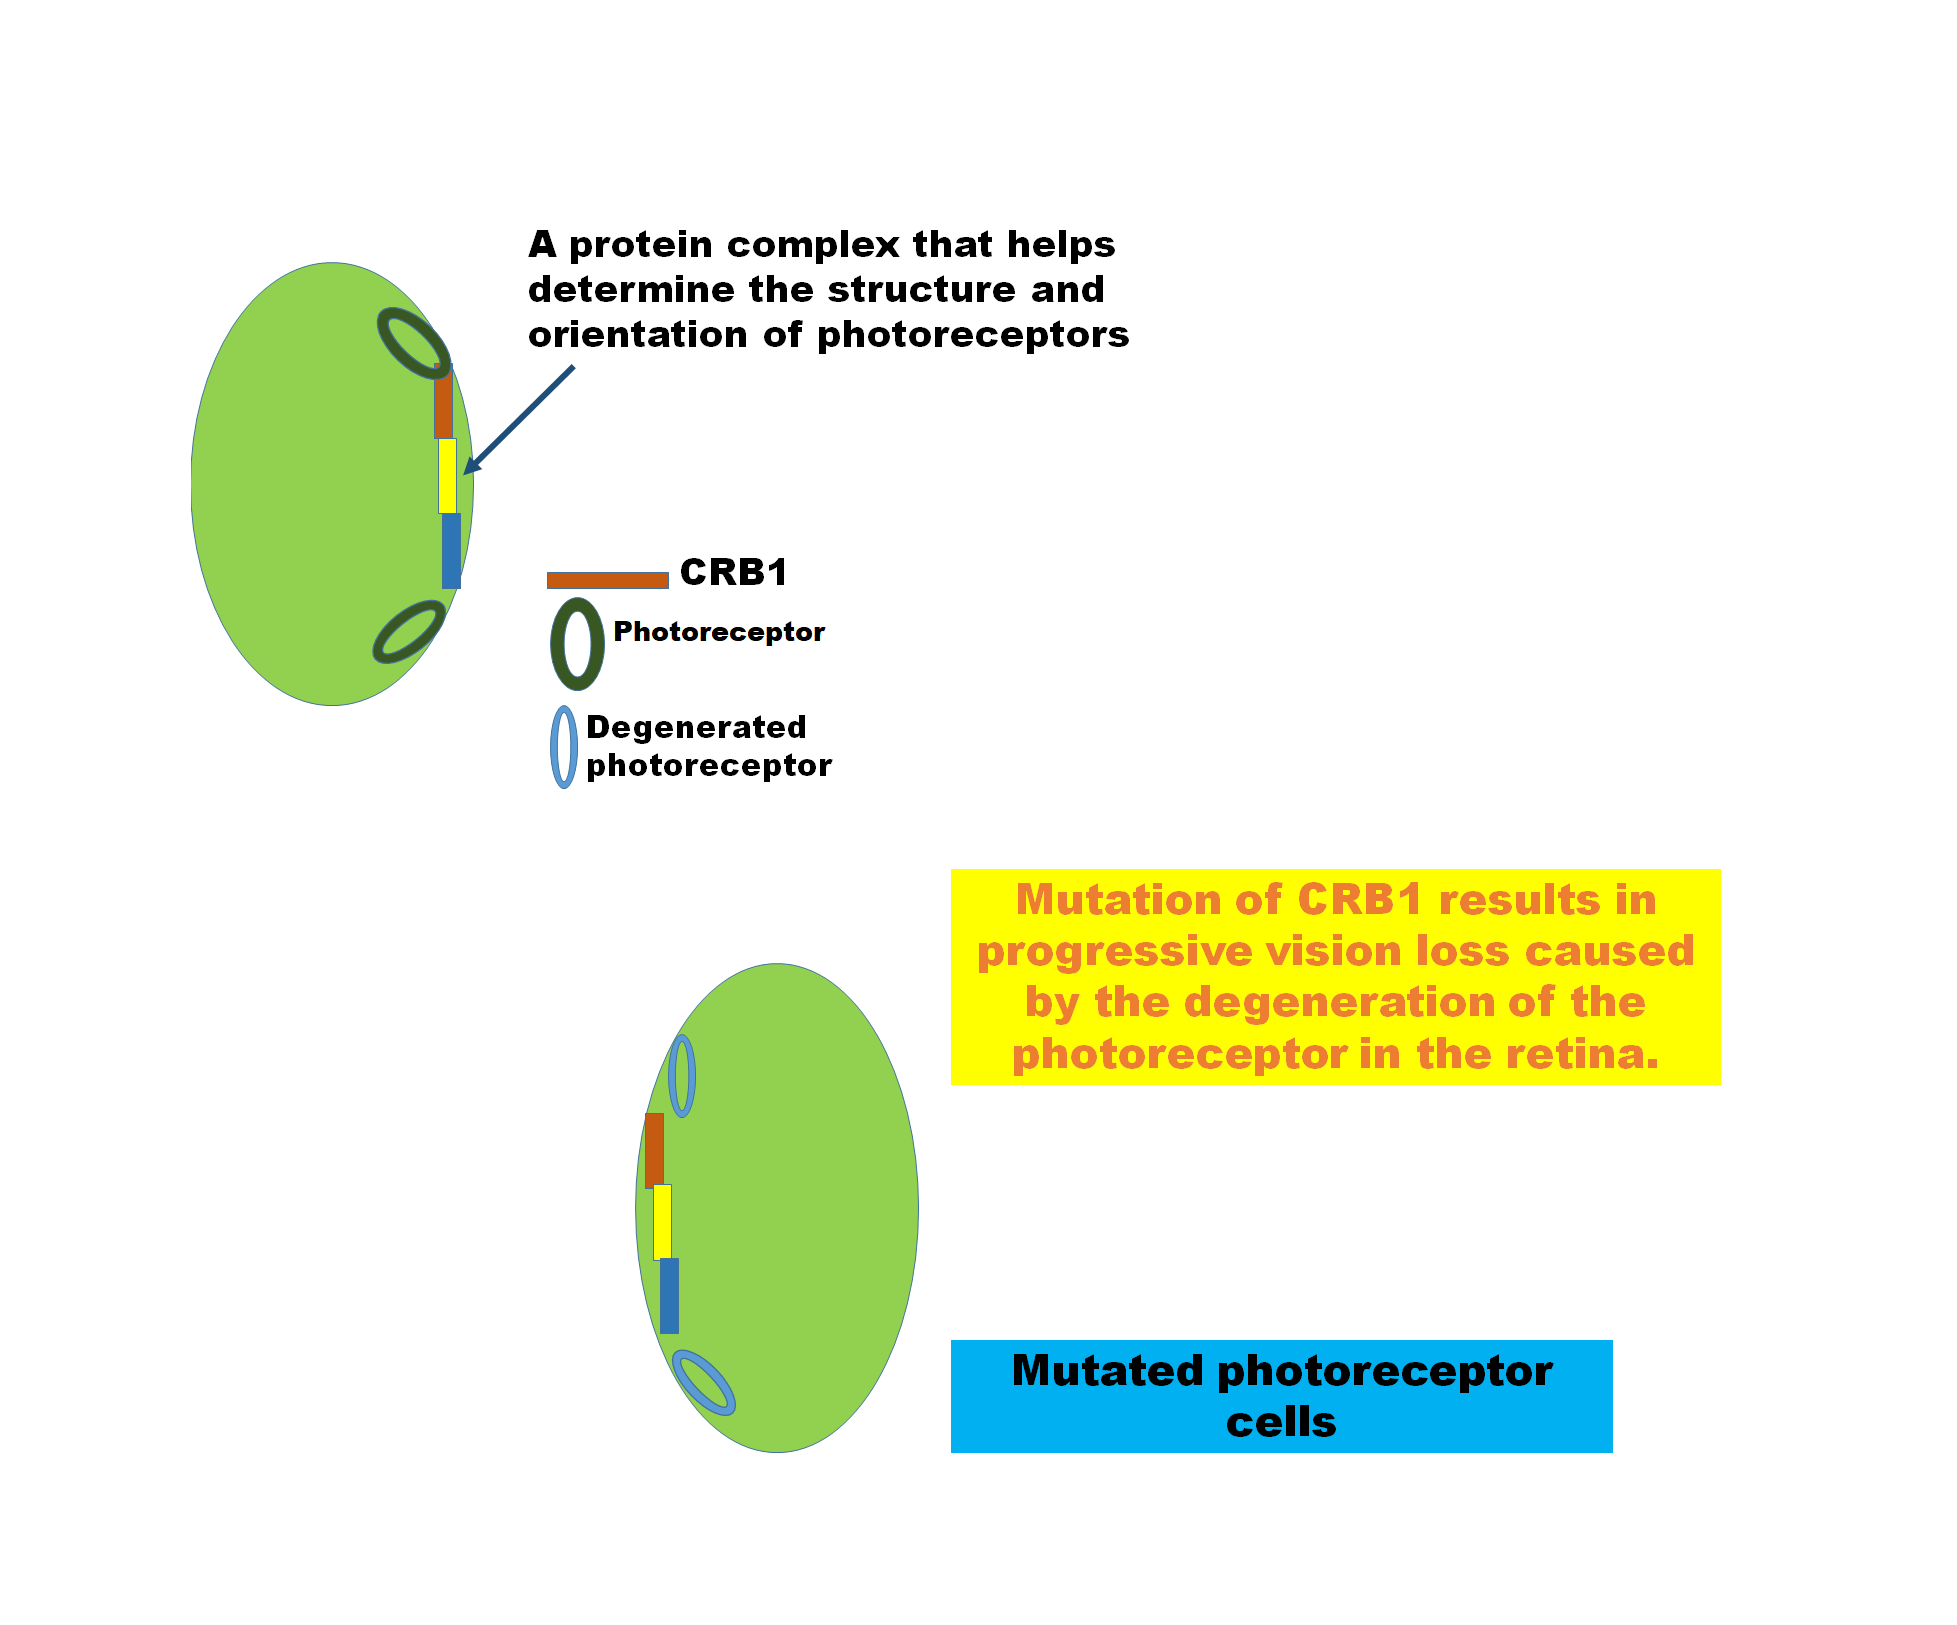 A protein complex that helps
determine the structure and
orientation of photoreceptors
CRB1
Photoreceptor
Degenerated
photoreceptor
Mutation of CRB1 results in
progressive vision loss caused
by the degeneration of the
photoreceptor in the retina.
Mutated photoreceptor
cells